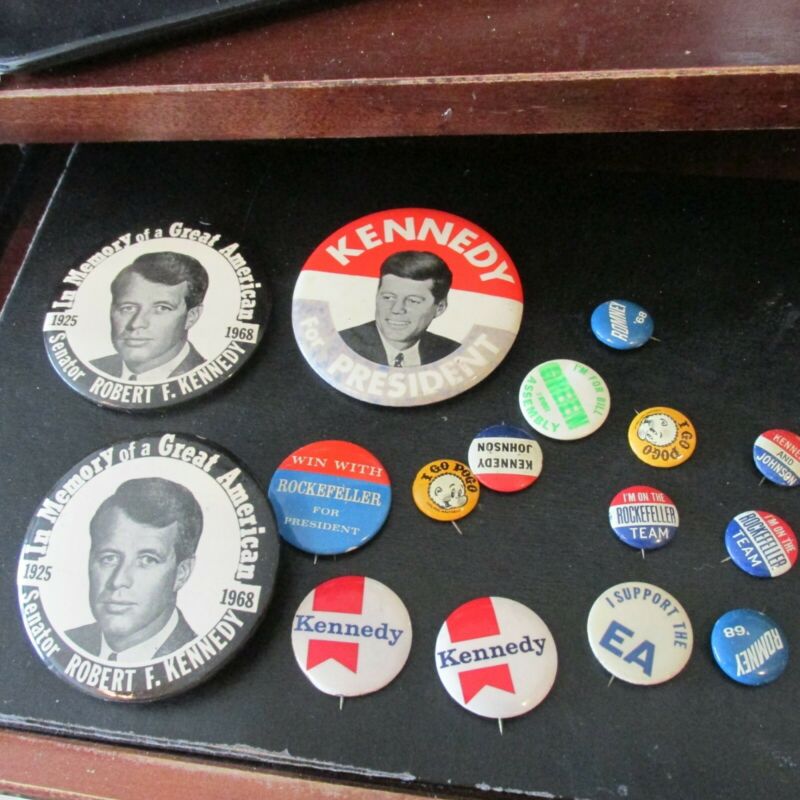 In Memory of a Great American
1925
1968
Senator
ROBERT F. KENNEDY
KENNEDY
For
PRESIDENT
ROMNEY
'68
I'M FOR BILL
GREEN
FOR
ASSEMBLY
I GO POGO
KENNEDY
JOHNSON
I GO POGO
KENNEDY
AND
JOHNSON
In Memory of a Great American
1925
1968
Senator
ROBERT F. KENNEDY
WIN WITH
ROCKEFELLER
FOR
PRESIDENT
I'M ON THE
ROCKEFELLER
TEAM
I'M ON THE
ROCKEFELLER
TEAM
Kennedy
Kennedy
I SUPPORT THE
EA
ROMNEY
'68